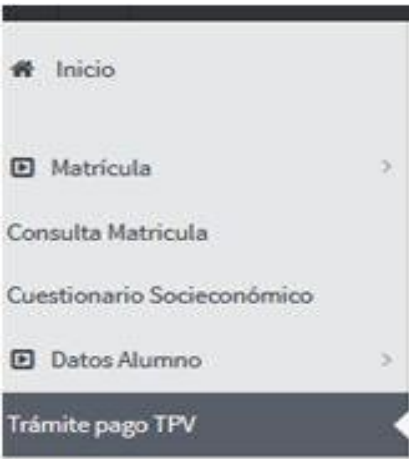 Inicio
Matrícula
Consulta Matricula
Cuestionario Socieconómico
Datos Alumno
Trámite pago TPV